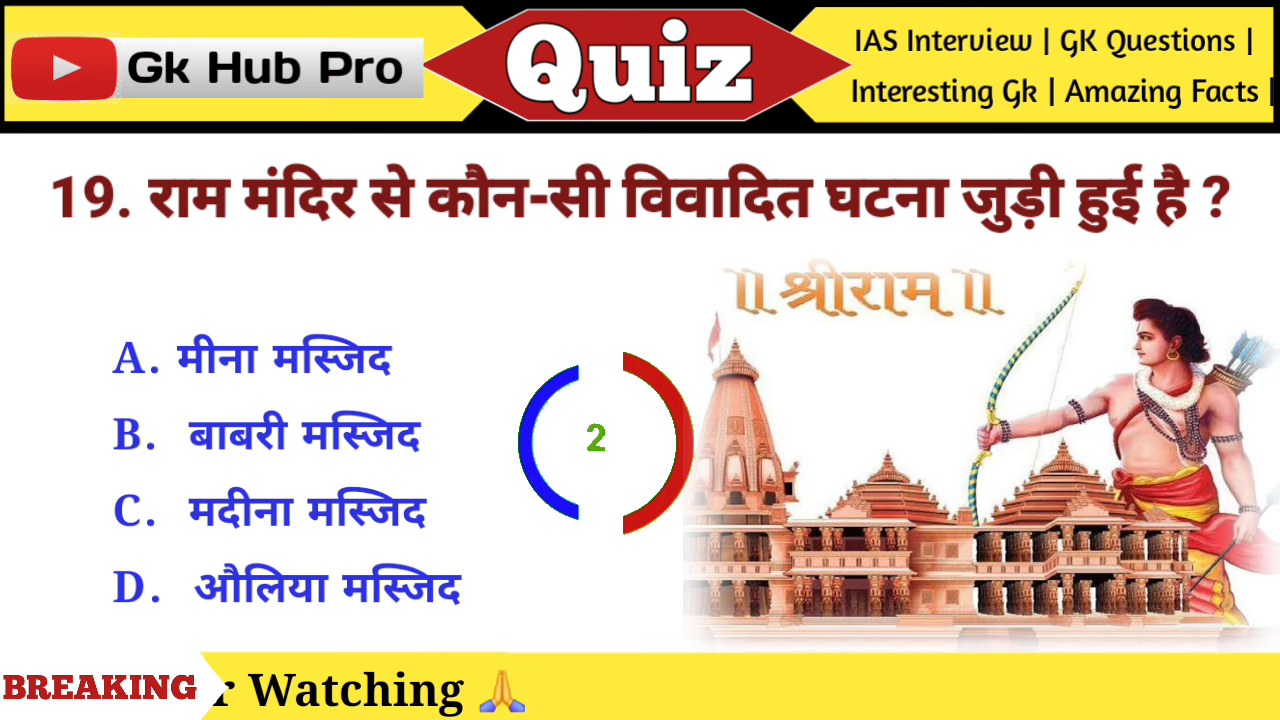 Gk Hub Pro
Quiz
IAS Interview | GK Questions |
Interesting Gk | Amazing Facts |
19. राम मंदिर से कौन-सी विवादित घटना जुड़ी हुई है ?
॥ श्रीराम ॥
A. मीना मस्जिद
B. बाबरी मस्जिद
2
C. मदीना मस्जिद
D. औलिया मस्जिद
BREAKING
r Watching 🙏